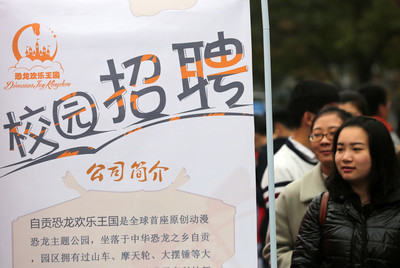 恐龙欢乐王国
Dinosaurs Joy Kingdom
校园招聘
公司简介
自贡恐龙欢乐王国是全球首座原创动漫
恐龙主题公园，坐落于中华恐龙之乡自贡
，园区拥有过山车、摩天轮、大摆锤等大